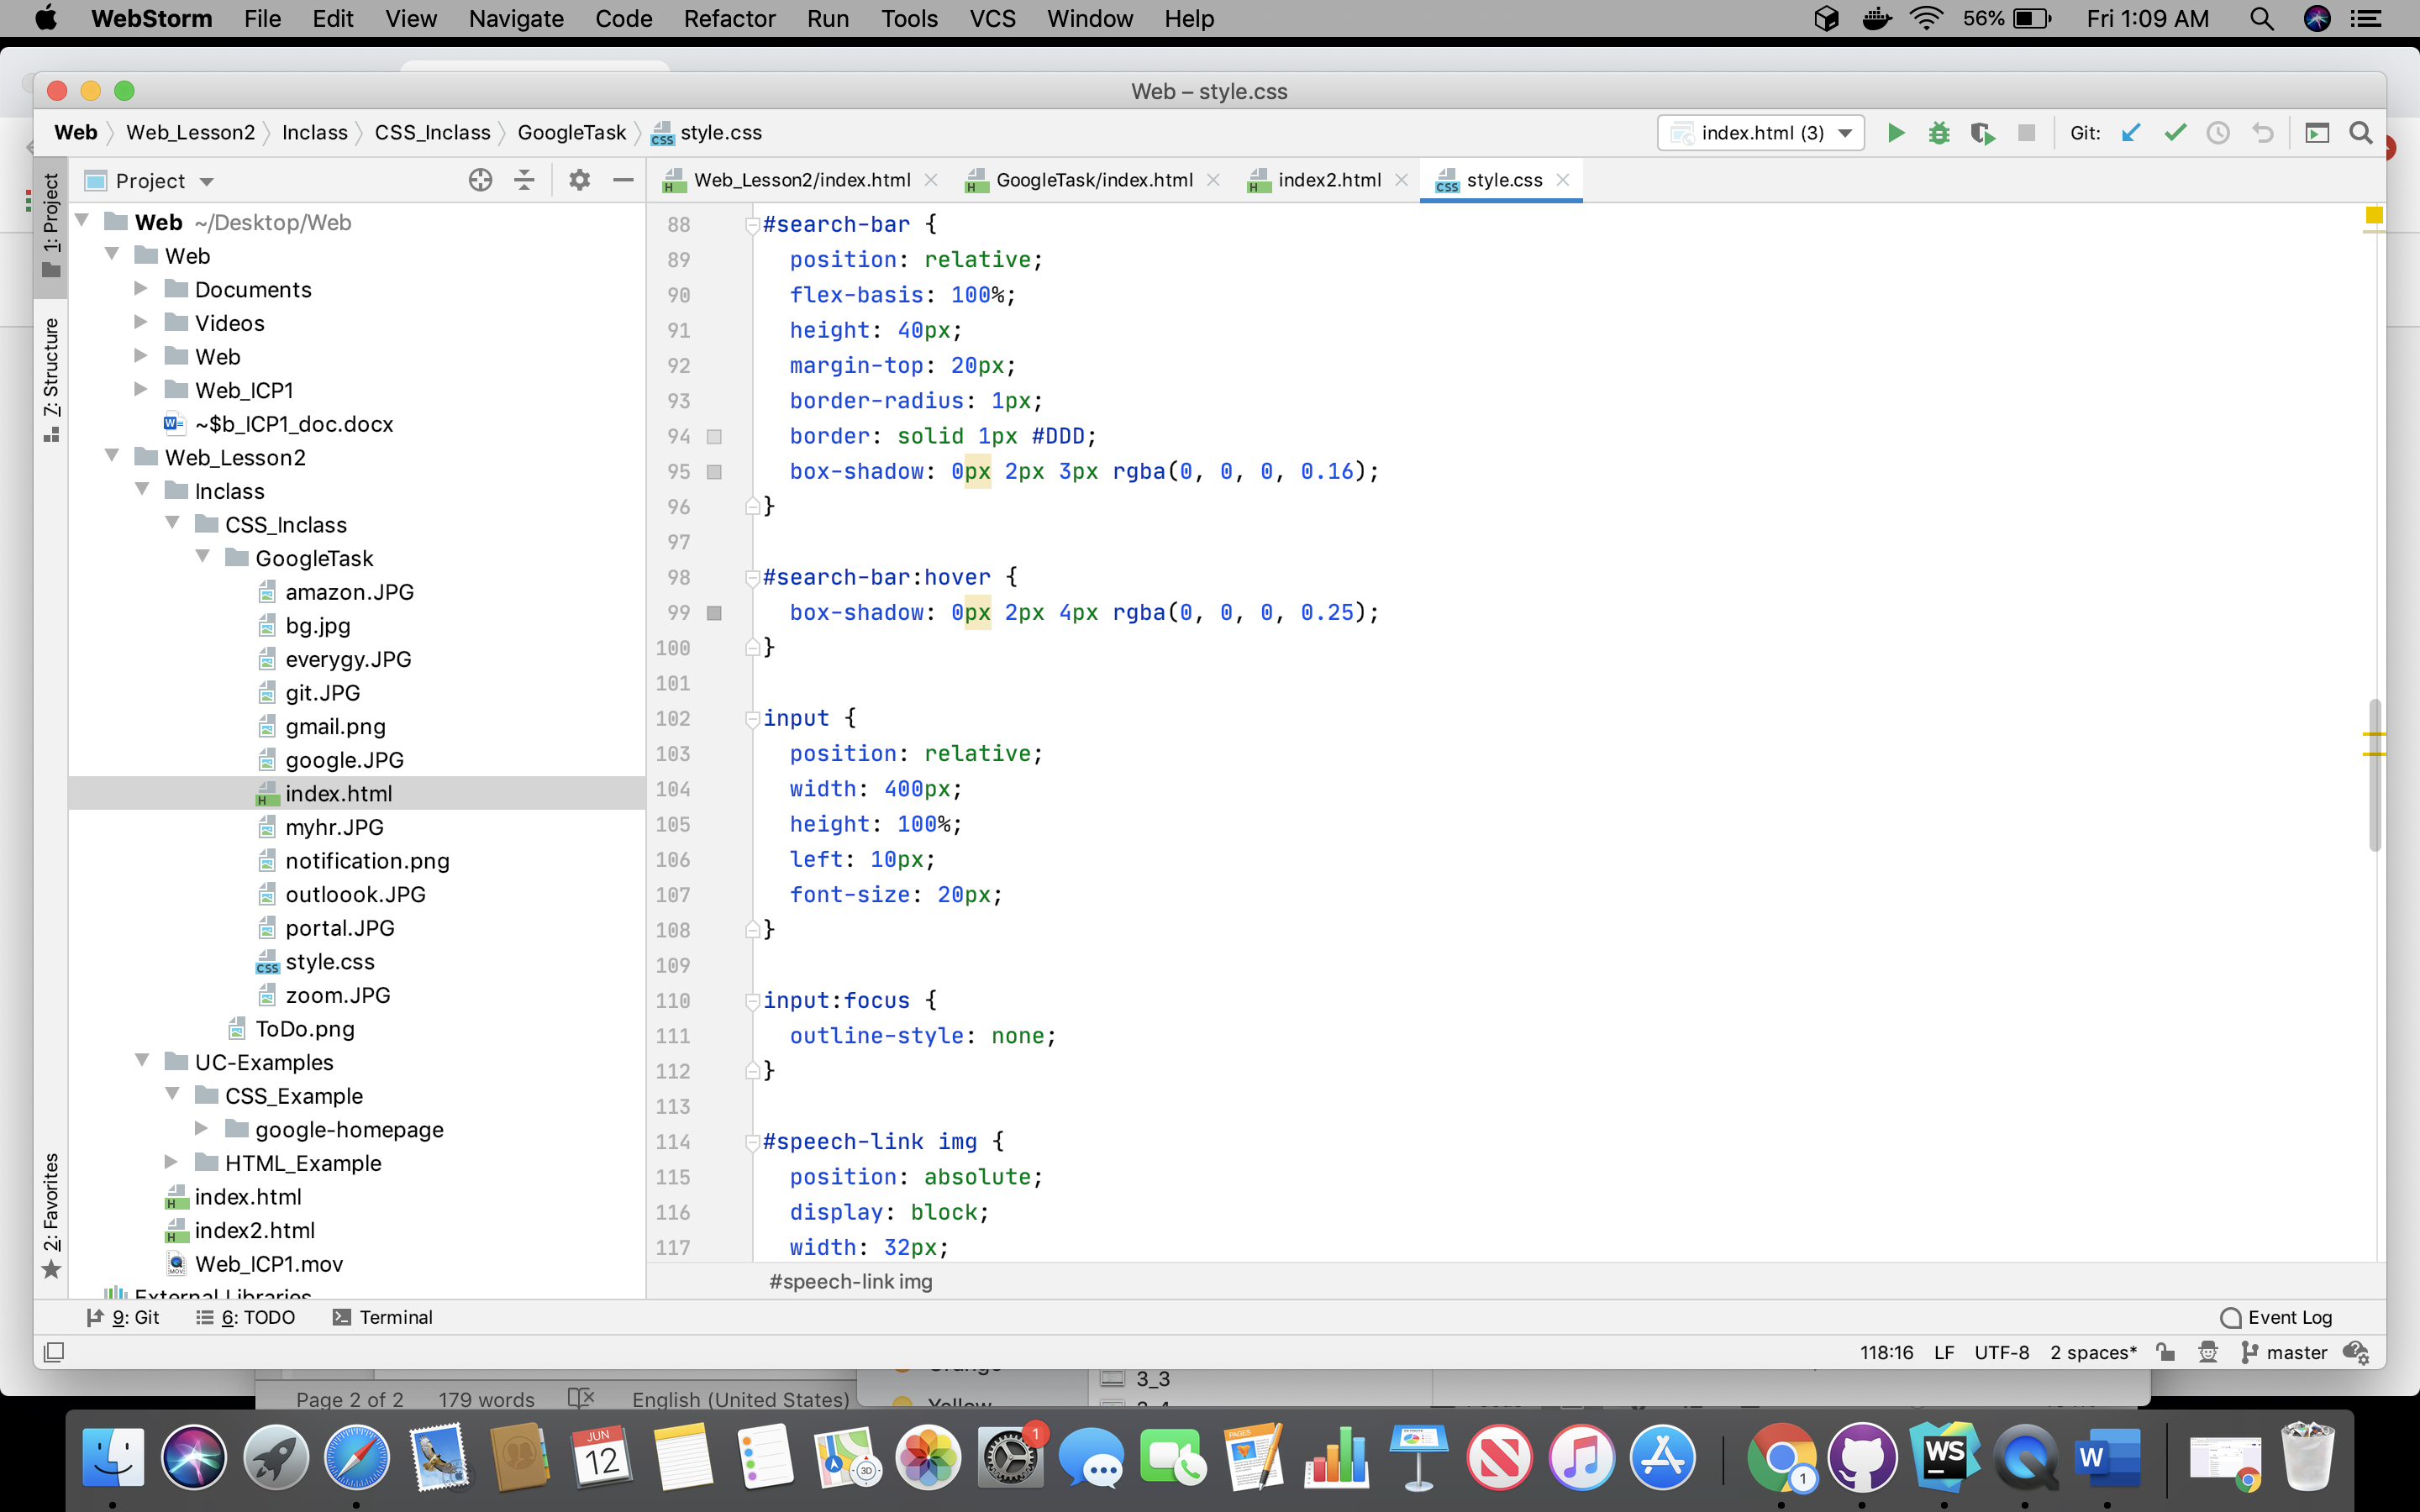 WebStorm File Edit View Navigate Code Refactor Run Tools VCS Window Help 56% Fri 1:09 AM
Web – style.css
Web Web_Lesson2 Inclass CSS_Inclass GoogleTask style.css index.html (3) Git:
Project Web_Lesson2/index.html GoogleTask/index.html index2.html style.css
1: Project
7: Structure
2: Favorites
Web ~/Desktop/Web
Web
Documents
Videos
Web
Web_ICP1
~$b_ICP1_doc.docx
Web_Lesson2
Inclass
CSS_Inclass
GoogleTask
amazon.JPG
bg.jpg
everygy.JPG
git.JPG
gmail.png
google.JPG
index.html
myhr.JPG
notification.png
outloook.JPG
portal.JPG
style.css
zoom.JPG
ToDo.png
UC-Examples
CSS_Example
google-homepage
HTML_Example
index.html
index2.html
Web_ICP1.mov
External Libraries
88 #search-bar {
89 position: relative;
90 flex-basis: 100%;
91 height: 40px;
92 margin-top: 20px;
93 border-radius: 1px;
94 border: solid 1px #DDD;
95 box-shadow: 0px 2px 3px rgba(0, 0, 0, 0.16);
96 }
97
98 #search-bar:hover {
99 box-shadow: 0px 2px 4px rgba(0, 0, 0, 0.25);
100 }
101
102 input {
103 position: relative;
104 width: 400px;
105 height: 100%;
106 left: 10px;
107 font-size: 20px;
108 }
109
110 input:focus {
111 outline-style: none;
112 }
113
114 #speech-link img {
115 position: absolute;
116 display: block;
117 width: 32px;
#speech-link img
9: Git 6: TODO Terminal Event Log
118:16 LF UTF-8 2 spaces* master
3_3
Page 2 of 2 179 words English (United States) Yellow
JUN
12
3D
1
PAGES
1
WS
W